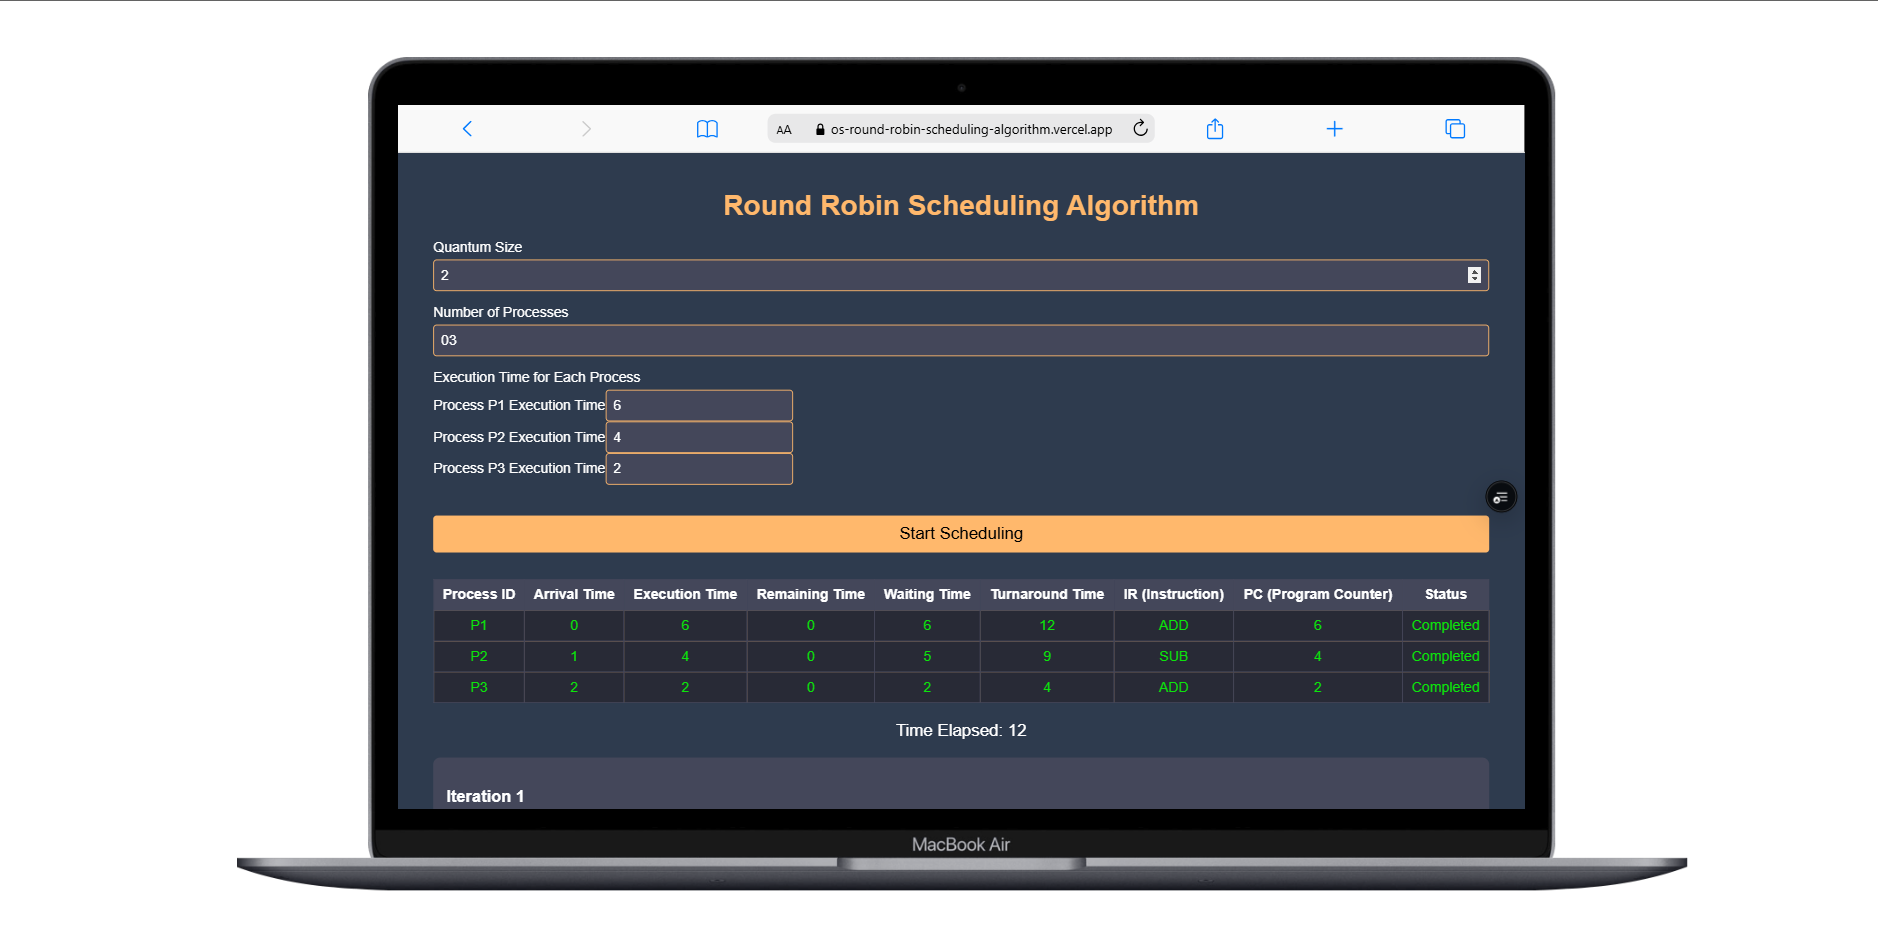 AA os-round-robin-scheduling-algorithm.vercel.app
Round Robin Scheduling Algorithm
Quantum Size
2
Number of Processes
03
Execution Time for Each Process
Process P1 Execution Time 6
Process P2 Execution Time 4
Process P3 Execution Time 2
Start Scheduling
Process ID Arrival Time Execution Time Remaining Time Waiting Time Turnaround Time IR (Instruction) PC (Program Counter) Status
P1 0 6 0 6 12 ADD 6 Completed
P2 1 4 0 5 9 SUB 4 Completed
P3 2 2 0 2 4 ADD 2 Completed
Time Elapsed: 12
Iteration 1
MacBook Air